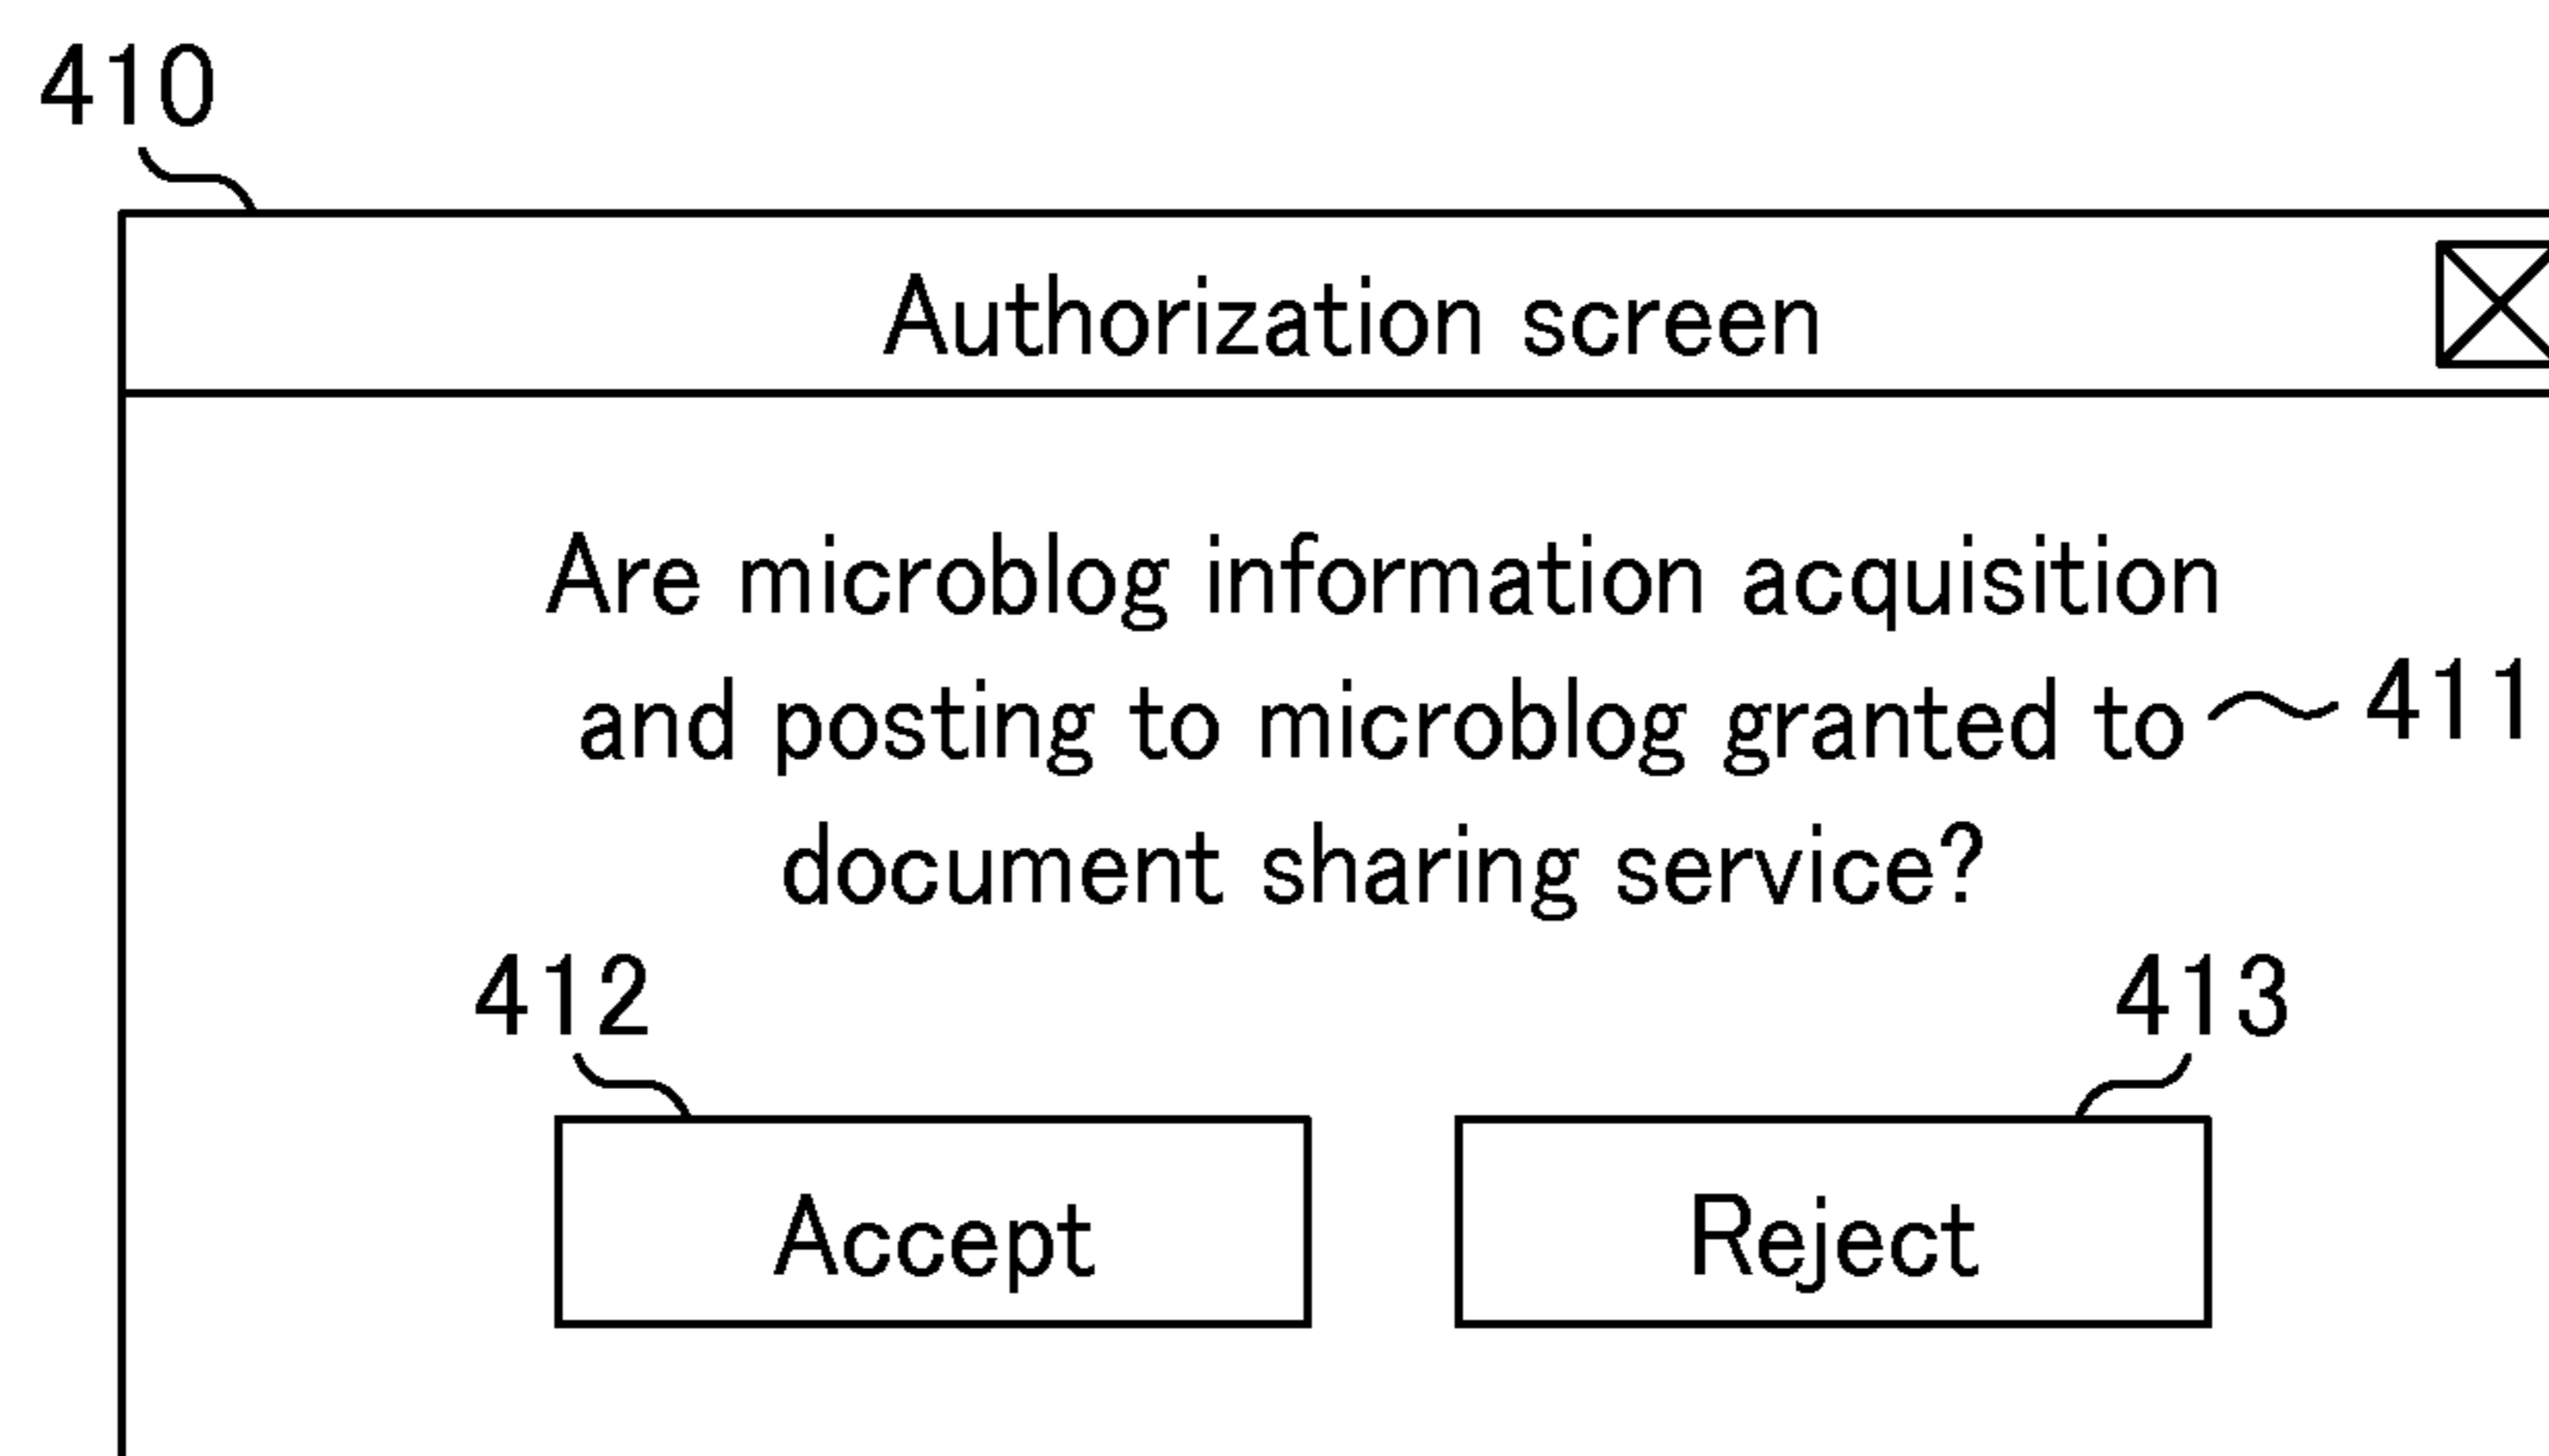 410
Authorization screen
Are microblog information acquisition
and posting to microblog granted to 411
document sharing service?
412 413
Accept Reject